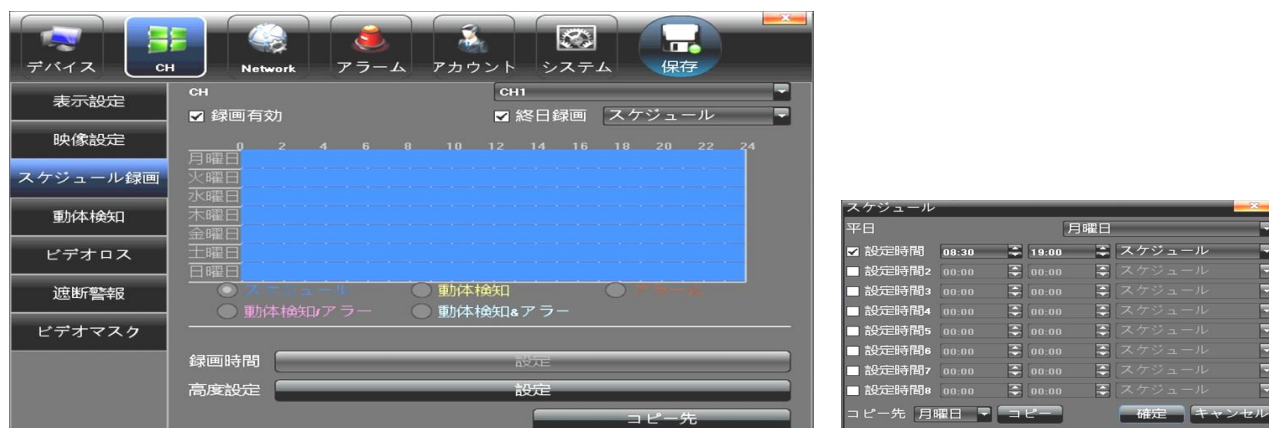 デバイス CH Network アラーム アカウント システム 保存
表示設定
映像設定
スケジュール録画
動体検知
ビデオロス
遮断警報
ビデオマスク
CH CH1
録画有効 終日録画 スケジュール
0 2 4 6 8 10 12 14 16 18 20 22 24
月曜日
火曜日
水曜日
木曜日
金曜日
土曜日
日曜日
スケジュール 動体検知 アラーム
動体検知/アラー 動体検知&アラー
録画時間 設定
高度設定 設定
コピー先
スケジュール
平日 月曜日
設定時間 08:30 19:00 スケジュール
設定時間2 00:00 00:00 スケジュール
設定時間3 00:00 00:00 スケジュール
設定時間4 00:00 00:00 スケジュール
設定時間5 00:00 00:00 スケジュール
設定時間6 00:00 00:00 スケジュール
設定時間7 00:00 00:00 スケジュール
設定時間8 00:00 00:00 スケジュール
コピー先 月曜日 コピー 確定 キャンセル